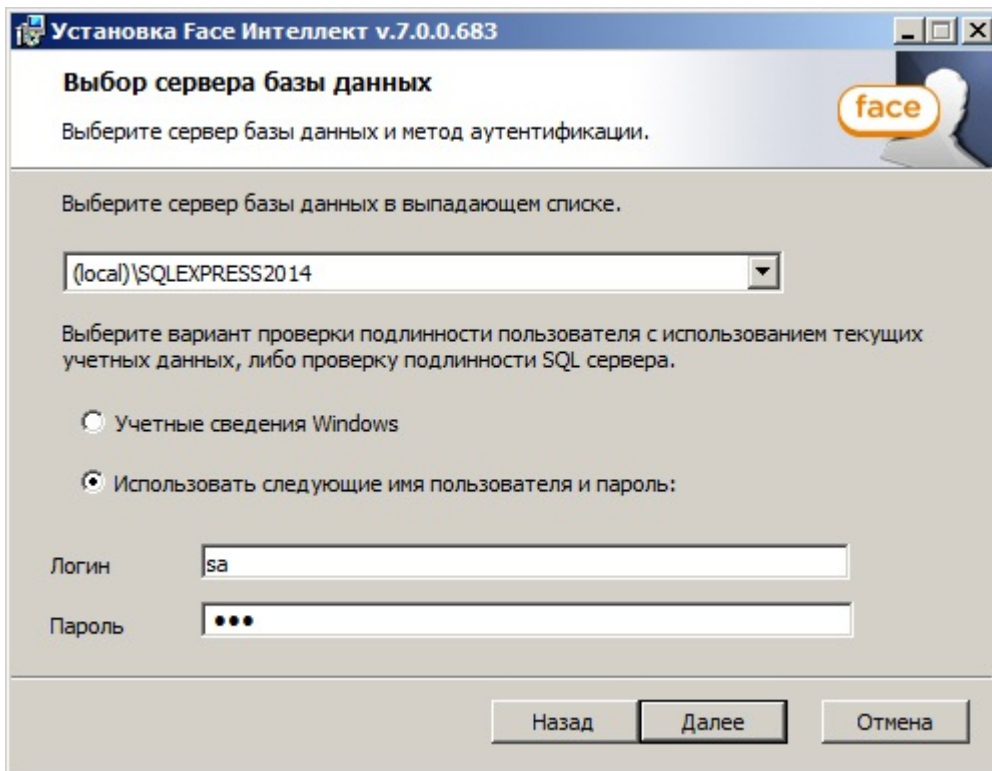 Установка Face Интеллект v.7.0.0.683
Выбор сервера базы данных
Выберите сервер базы данных и метод аутентификации.
face
Выберите сервер базы данных в выпадающем списке.
(local)\SQLEXPRESS2014
Выберите вариант проверки подлинности пользователя с использованием текущих
учетных данных, либо проверку подлинности SQL сервера.
Учетные сведения Windows
Использовать следующие имя пользователя и пароль:
Логин
sa
Пароль
●●●
Назад
Далее
Отмена